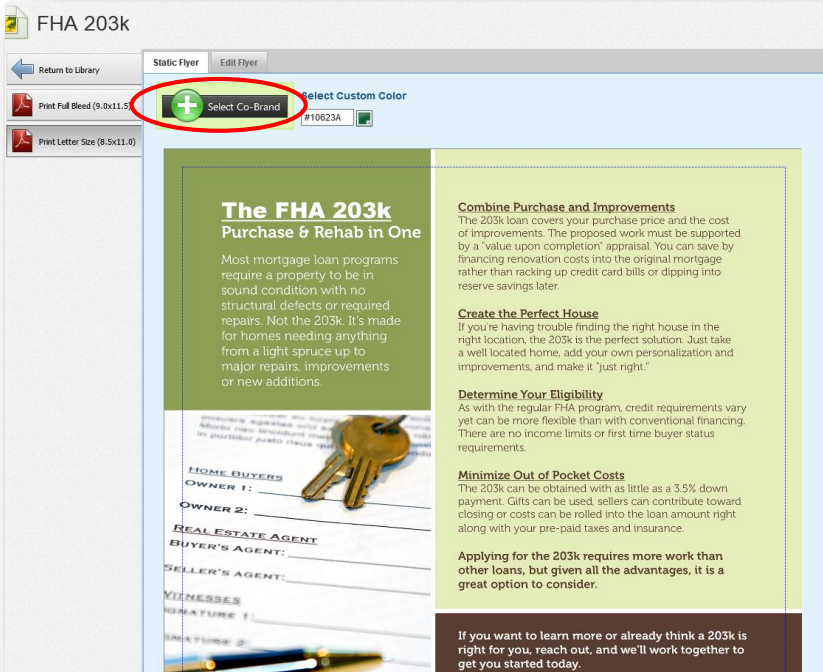 FHA 203k
Return to Library
Print Full Bleed (9.0x11.5)
Print Letter Size (8.5x11.0)
Static Flyer
Edit Flyer
Select Co-Brand
Select Custom Color
#10623A
The FHA 203k
Purchase & Rehab in One
Most mortgage loan programs
require a property to be in
sound condition with no
structural defects or required
repairs. Not the 203k. It's made
for homes needing anything
from a light spruce up to
major repairs, improvements
or new additions.
HOME BUYERS
OWNER 1:
OWNER 2:
REAL ESTATE AGENT
BUYER'S AGENT:
SELLER'S AGENT:
WITNESSES
SIGNATURE 1:
SIGNATURE 2:
Combine Purchase and Improvements
The 203k loan covers your purchase price and the cost
of improvements. The proposed work must be supported
by a "value upon completion" appraisal. You can save by
financing renovation costs into the original mortgage
rather than racking up credit card bills or dipping into
reserve savings later.
Create the Perfect House
If you're having trouble finding the right house in the
right location, the 203k is the perfect solution. Just take
a well located home, add your own personalization and
improvements, and make it "just right."
Determine Your Eligibility
As with the regular FHA program, credit requirements vary
yet can be more flexible than with conventional financing.
There are no income limits or first time buyer status
requirements.
Minimize Out of Pocket Costs
The 203k can be obtained with as little as a 3.5% down
payment. Gifts can be used, sellers can contribute toward
closing or costs can be rolled into the loan amount right
along with your pre-paid taxes and insurance.
Applying for the 203k requires more work than
other loans, but given all the advantages, it is a
great option to consider.
If you want to learn more or already think a 203k is
right for you, reach out, and we'll work together to
get you started today.